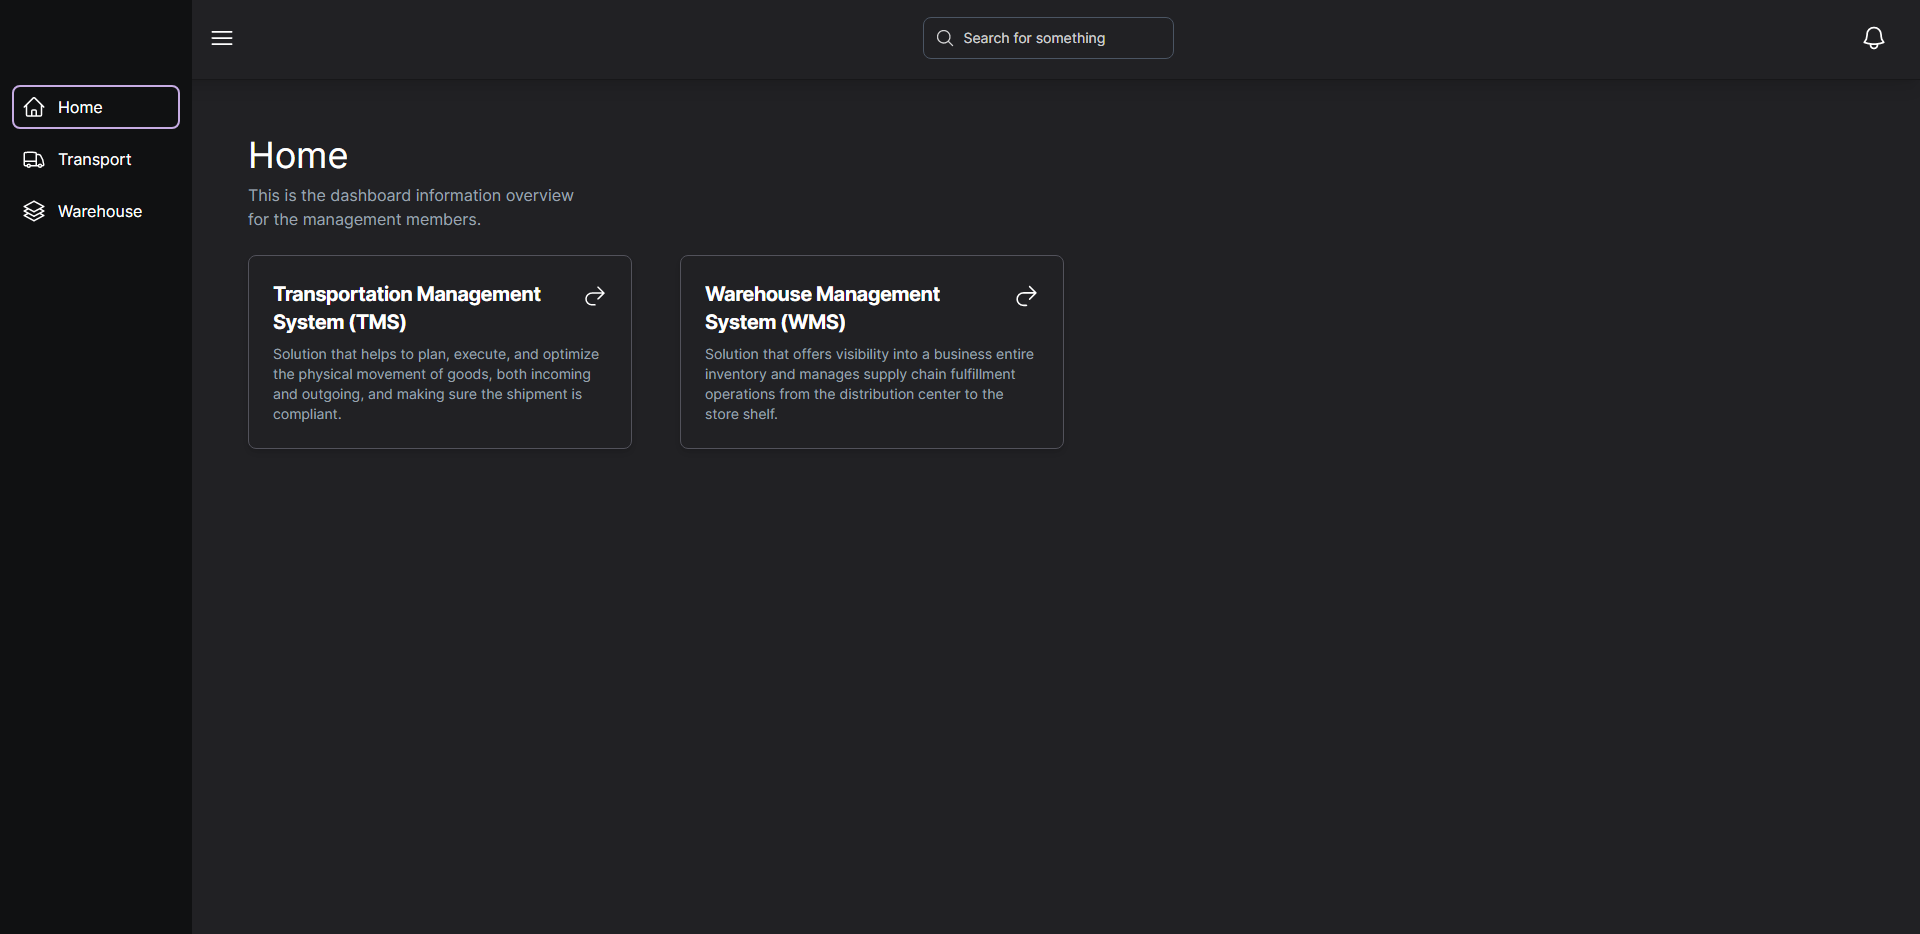 Search for something
Home
Transport
Warehouse
Home
This is the dashboard information overview
for the management members.
Transportation Management
System (TMS)
Solution that helps to plan, execute, and optimize
the physical movement of goods, both incoming
and outgoing, and making sure the shipment is
compliant.
Warehouse Management
System (WMS)
Solution that offers visibility into a business entire
inventory and manages supply chain fulfillment
operations from the distribution center to the
store shelf.